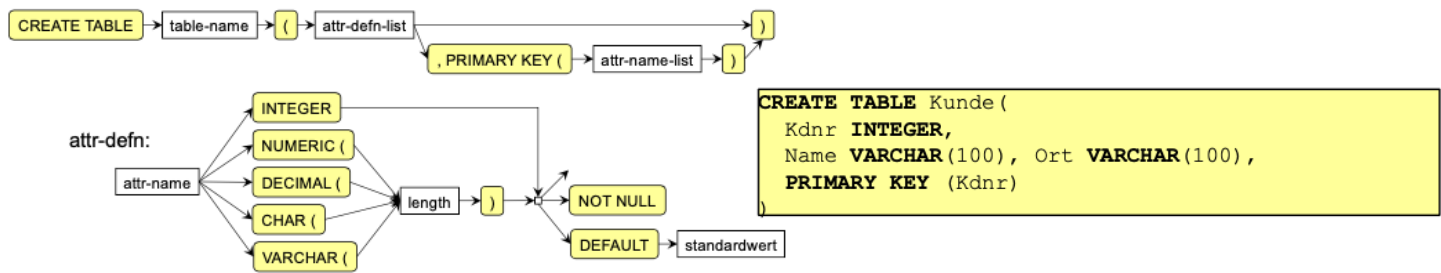 CREATE TABLE table-name ( attr-defn-list )
, PRIMARY KEY ( attr-name-list )
attr-defn:
attr-name
INTEGER
NUMERIC (
DECIMAL (
CHAR (
VARCHAR (
length )
NOT NULL
DEFAULT standardwert
CREATE TABLE Kunde(
Kdnr INTEGER,
Name VARCHAR(100), Ort VARCHAR(100),
PRIMARY KEY (Kdnr)
)